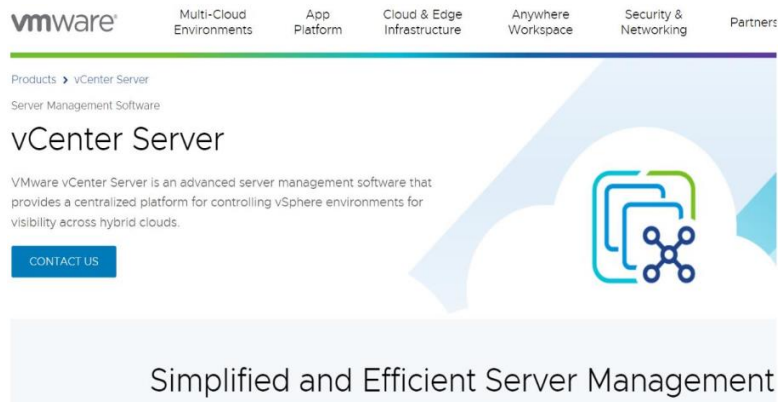 vmware®
Multi-Cloud
Environments
App
Platform
Cloud & Edge
Infrastructure
Anywhere
Workspace
Security &
Networking
Partners
Products > vCenter Server
Server Management Software
vCenter Server
VMware vCenter Server is an advanced server management software that
provides a centralized platform for controlling vSphere environments for
visibility across hybrid clouds.
CONTACT US
Simplified and Efficient Server Management